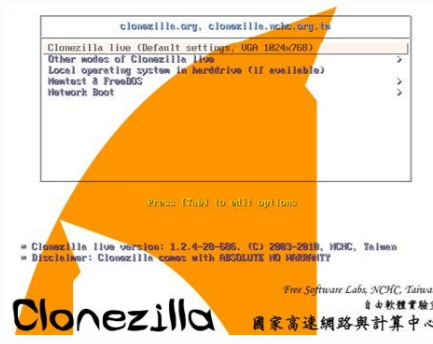 clonezilla.org, clonezilla.nchc.org.tw
Clonezilla live (Default settings, VGA 1024x768)
Other modes of Clonezilla live >
Local operating system in harddrive (if available)
Memtest & FreeDOS >
Network Boot >
Press [Tab] to edit options
* Clonezilla live version: 1.2.4-28-686. (C) 2003-2010, NCHC, Taiwan
* Disclaimer: Clonezilla comes with ABSOLUTE NO WARRANTY
Free Software Labs, NCHC, Taiwan
自由軟體實驗室
Clonezilla
國家高速網路與計算中心